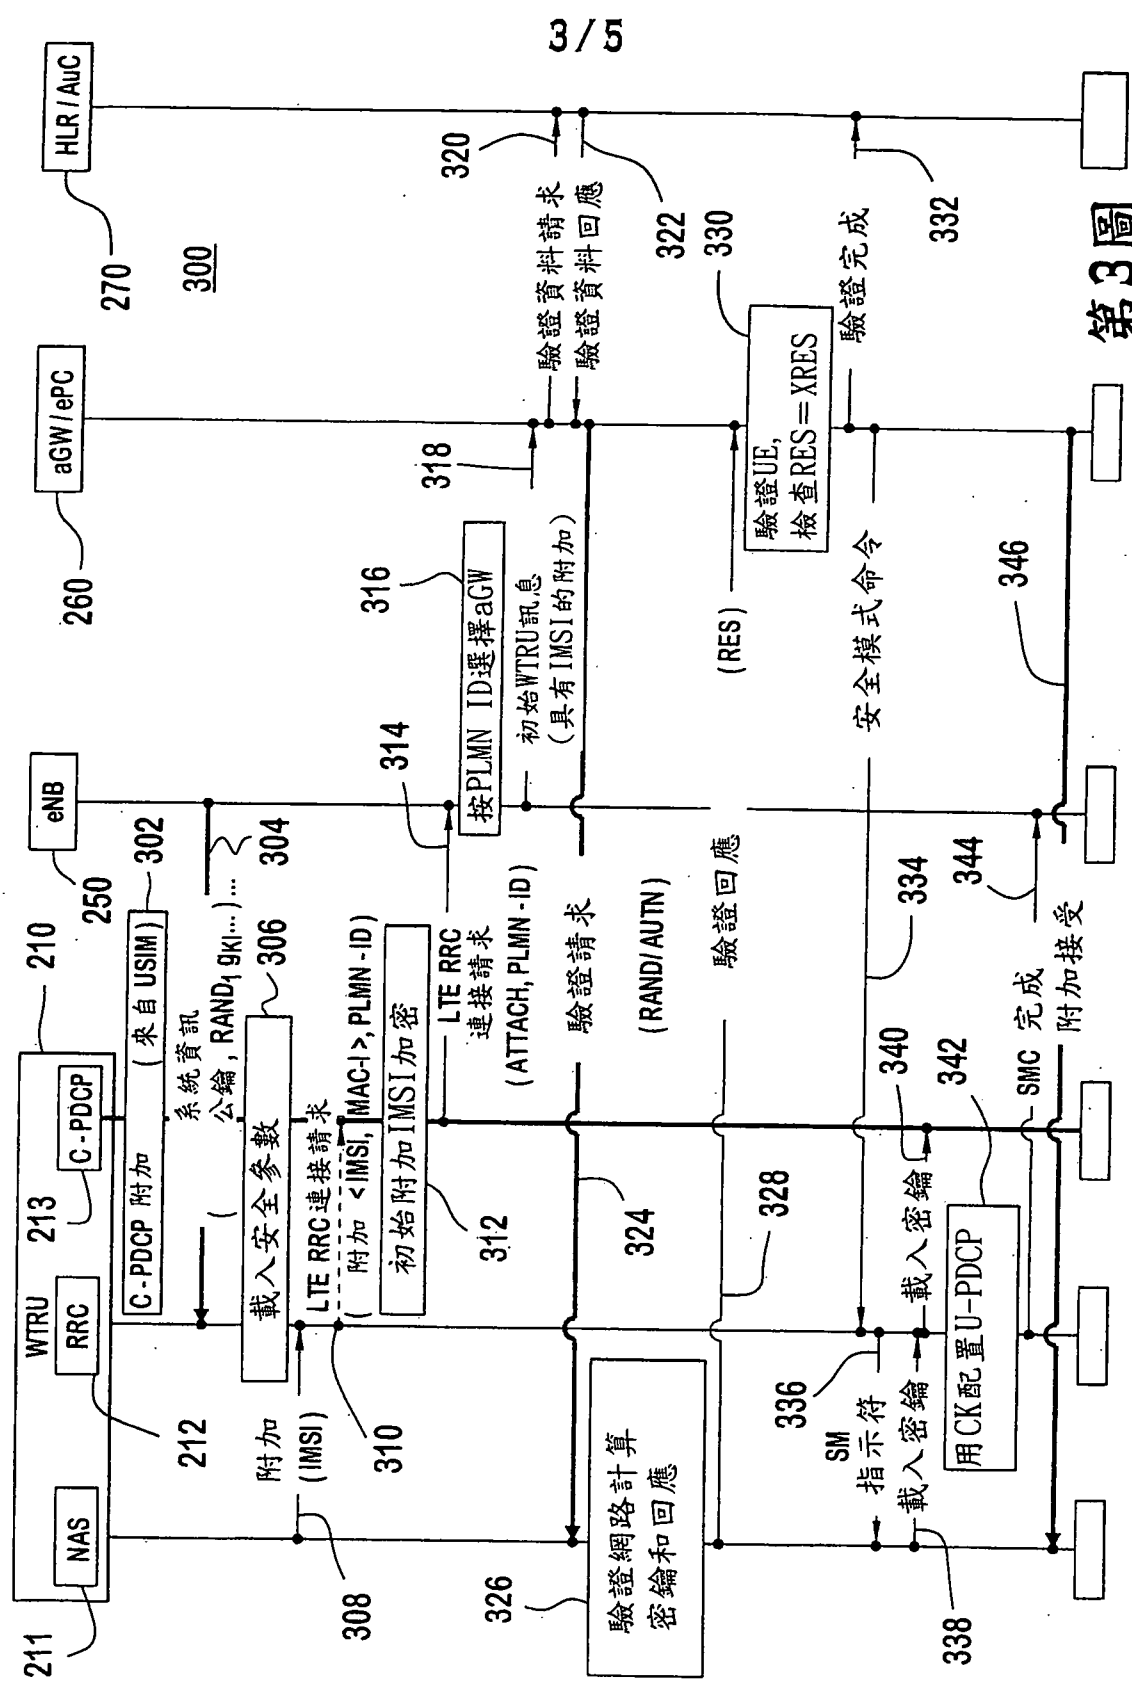 3/5
300
WTRU
210
NAS
211
RRC
212
C-PDCP
213
eNB
250
aGW/ePC
260
HLR/AuC
270
C-PDCP 附加 (來自 USIM)
302
系統資訊
(公鑰, RAND, gKI...)...
304
載入安全參數
306
附加
(IMSI)
308
LTE RRC連接請求
(附加 <IMSI, MAC-I>, PLMN-ID)
310
初始附加IMSI加密
312
LTE RRC
連接請求
(ATTACH, PLMN-ID)
314
按PLMN ID選擇aGW
316
初始WTRU訊息
(具有IMSI的附加)
318
驗證資料請求
320
驗證資料回應
322
驗證請求
(RAND/AUTN)
324
驗證網路計算
密鑰和回應
326
驗證回應
328
(RES)
驗證UE,
檢查RES=XRES
330
驗證完成
332
安全模式命令
334
SM
指示符
336
載入密鑰
338
載入密鑰
340
用CK配置U-PDCP
342
SMC 完成
344
附加接受
346
第3圖